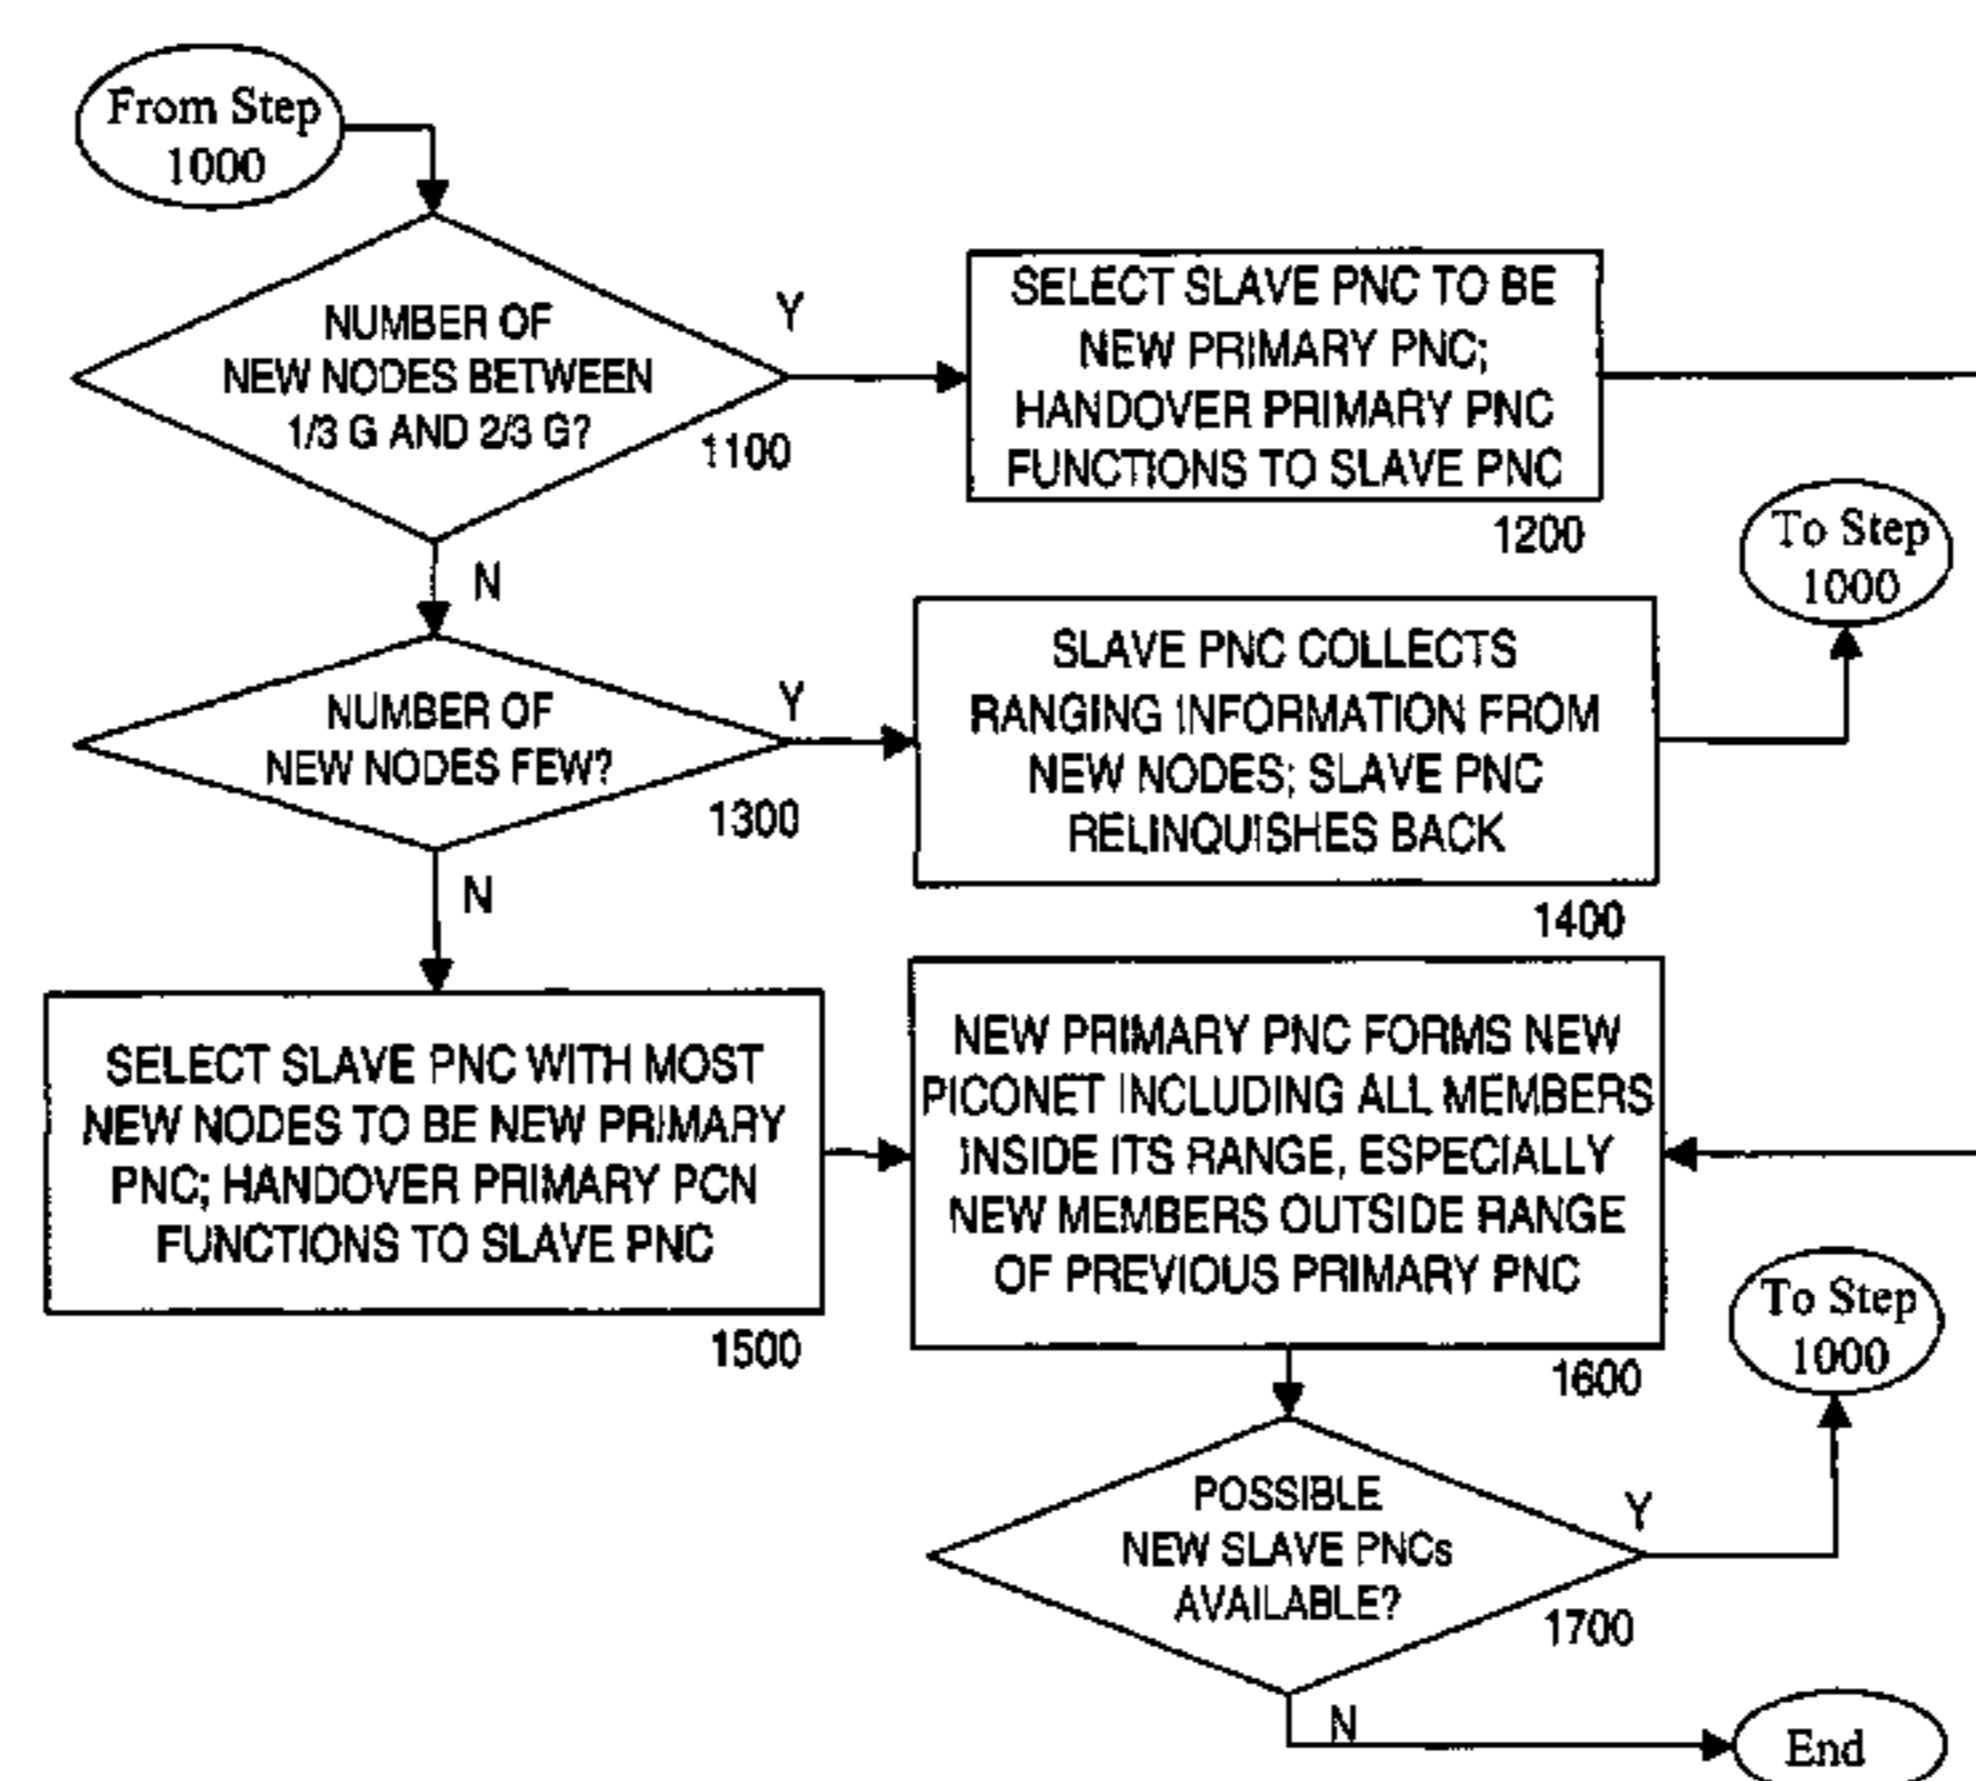 From Step
1000
NUMBER OF
NEW NODES BETWEEN
1/3 G AND 2/3 G?
1100
Y
N
SELECT SLAVE PNC TO BE
NEW PRIMARY PNC;
HANDOVER PRIMARY PNC
FUNCTIONS TO SLAVE PNC
1200
To Step
1000
NUMBER OF
NEW NODES FEW?
1300
Y
N
SLAVE PNC COLLECTS
RANGING INFORMATION FROM
NEW NODES; SLAVE PNC
RELINQUISHES BACK
1400
SELECT SLAVE PNC WITH MOST
NEW NODES TO BE NEW PRIMARY
PNC; HANDOVER PRIMARY PCN
FUNCTIONS TO SLAVE PNC
1500
NEW PRIMARY PNC FORMS NEW
PICONET INCLUDING ALL MEMBERS
INSIDE ITS RANGE, ESPECIALLY
NEW MEMBERS OUTSIDE RANGE
OF PREVIOUS PRIMARY PNC
1600
To Step
1000
POSSIBLE
NEW SLAVE PNCs
AVAILABLE?
1700
Y
N
End